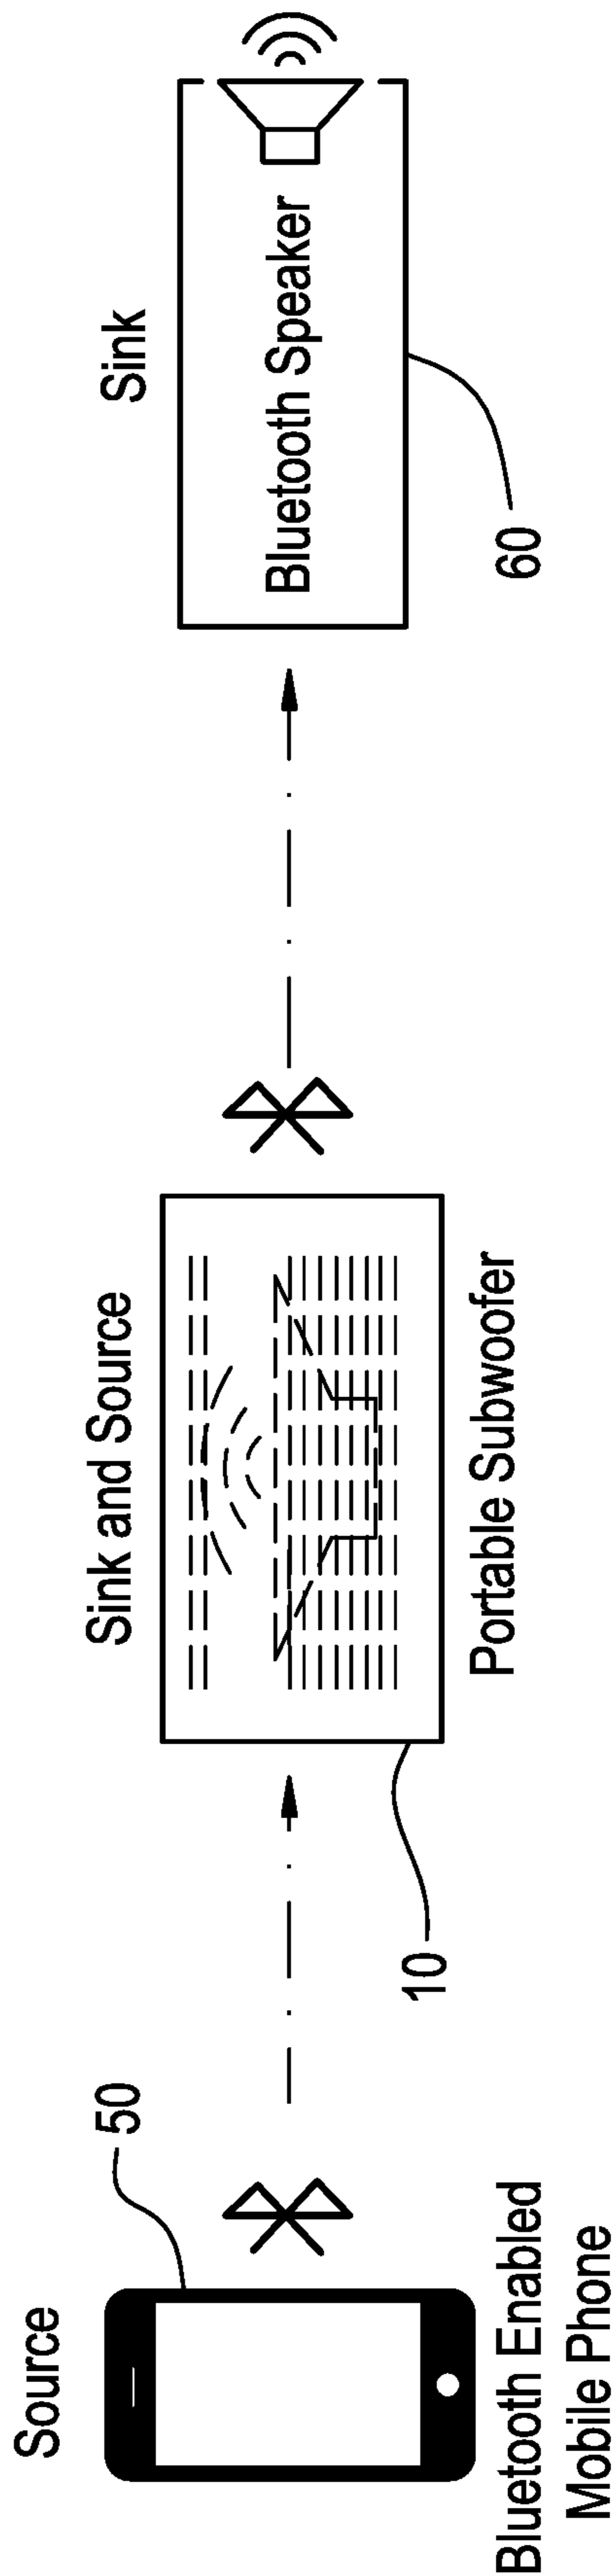 Source
50
Bluetooth Enabled
Mobile Phone
Sink and Source
10
Portable Subwoofer
Sink
Bluetooth Speaker
60